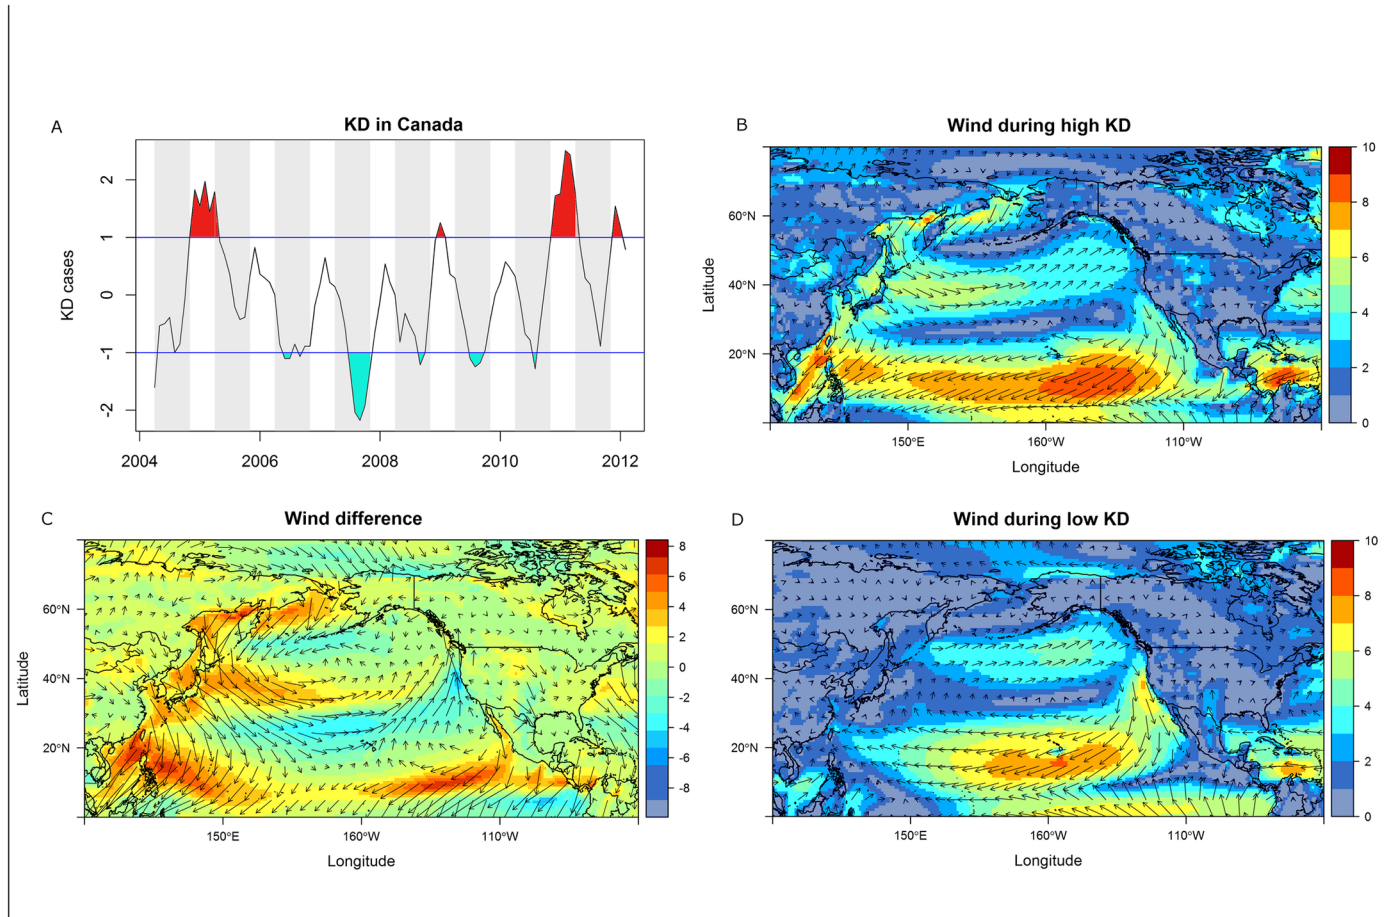 A
KD in Canada
KD cases
2
1
0
-1
-2
2004 2006 2008 2010 2012
B
Wind during high KD
Latitude
60°N
40°N
20°N
150°E 160°W 110°W
Longitude
10
8
6
4
2
0
C
Wind difference
Latitude
60°N
40°N
20°N
150°E 160°W 110°W
Longitude
8
6
4
2
0
-2
-4
-6
-8
D
Wind during low KD
Latitude
60°N
40°N
20°N
150°E 160°W 110°W
Longitude
10
8
6
4
2
0